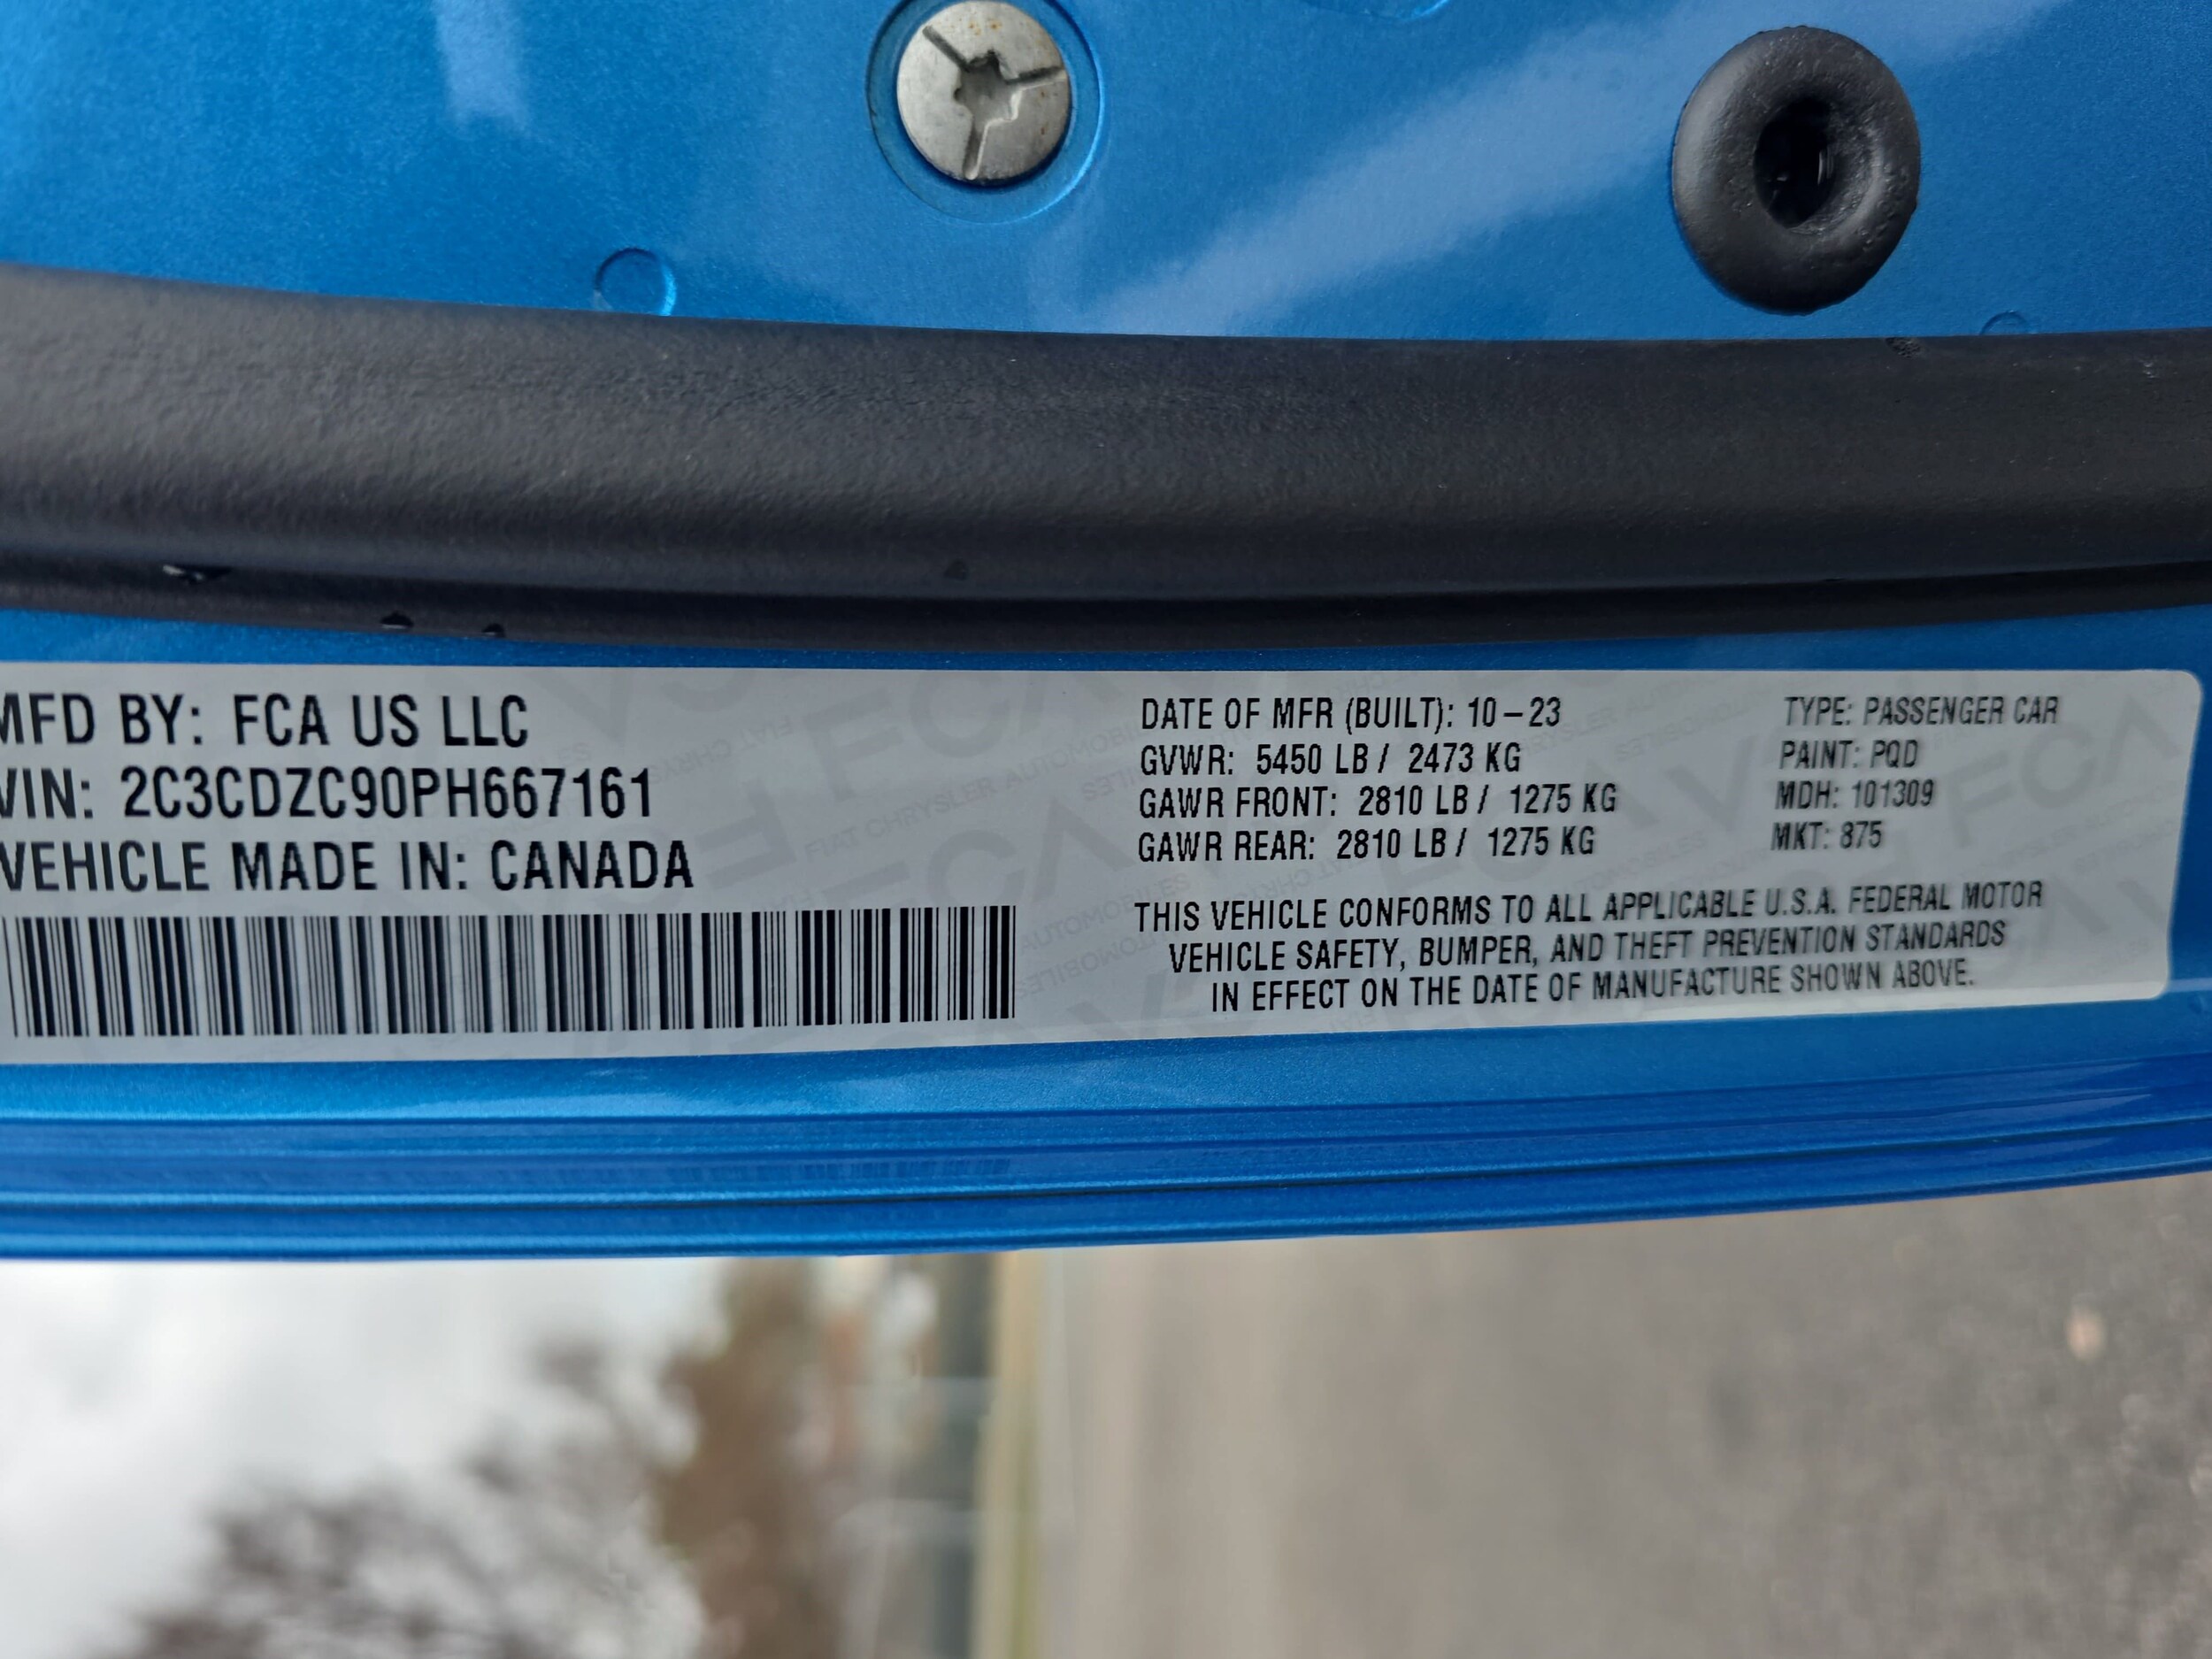 MFD BY: FCA US LLC
VIN: 2C3CDZC90PH667161
VEHICLE MADE IN: CANADA
DATE OF MFR (BUILT): 10-23
GVWR: 5450 LB / 2473 KG
GAWR FRONT: 2810 LB / 1275 KG
GAWR REAR: 2810 LB / 1275 KG
TYPE: PASSENGER CAR
PAINT: PQD
MDH: 101309
MKT: 875
THIS VEHICLE CONFORMS TO ALL APPLICABLE U.S.A. FEDERAL MOTOR
VEHICLE SAFETY, BUMPER, AND THEFT PREVENTION STANDARDS
IN EFFECT ON THE DATE OF MANUFACTURE SHOWN ABOVE.